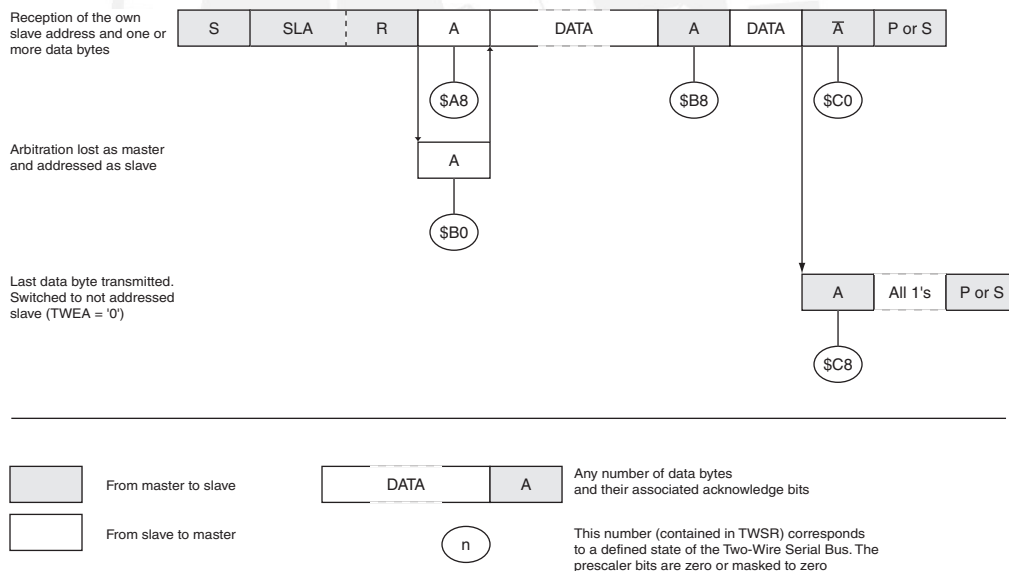 Reception of the own
slave address and one or
more data bytes
S SLA R A DATA A DATA A̅ P or S
$A8 $B8 $C0
Arbitration lost as master
and addressed as slave
A
$B0
Last data byte transmitted.
Switched to not addressed
slave (TWEA = '0')
A All 1's P or S
$C8
From master to slave
DATA A
Any number of data bytes
and their associated acknowledge bits
From slave to master
n
This number (contained in TWSR) corresponds
to a defined state of the Two-Wire Serial Bus. The
prescaler bits are zero or masked to zero